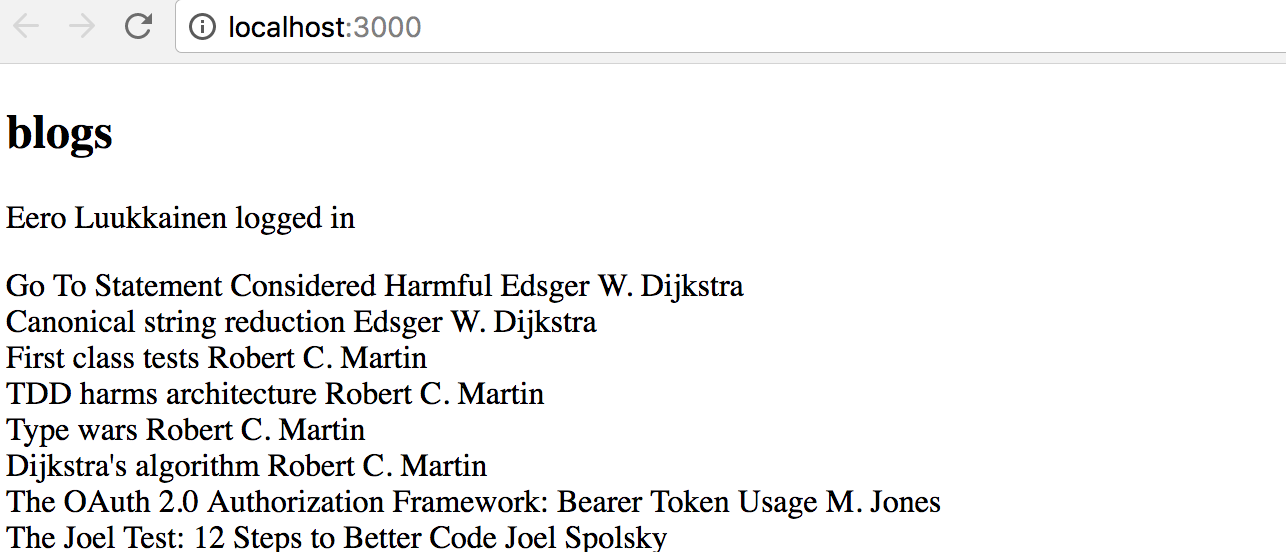 localhost:3000
blogs
Eero Luukkainen logged in
Go To Statement Considered Harmful Edsger W. Dijkstra
Canonical string reduction Edsger W. Dijkstra
First class tests Robert C. Martin
TDD harms architecture Robert C. Martin
Type wars Robert C. Martin
Dijkstra's algorithm Robert C. Martin
The OAuth 2.0 Authorization Framework: Bearer Token Usage M. Jones
The Joel Test: 12 Steps to Better Code Joel Spolsky